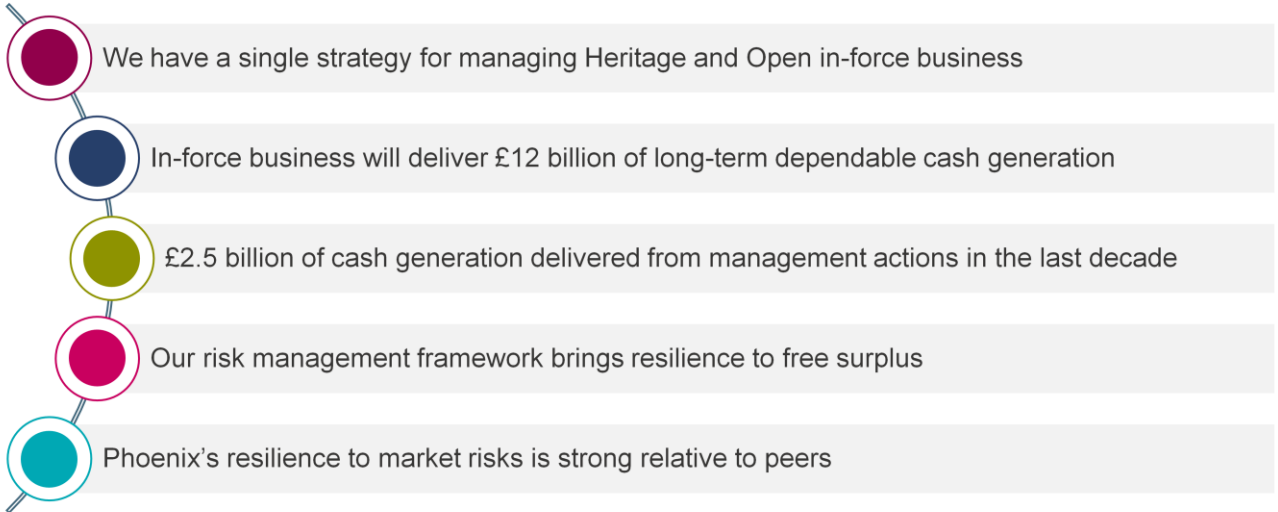 We have a single strategy for managing Heritage and Open in-force business
In-force business will deliver £12 billion of long-term dependable cash generation
£2.5 billion of cash generation delivered from management actions in the last decade
Our risk management framework brings resilience to free surplus
Phoenix’s resilience to market risks is strong relative to peers